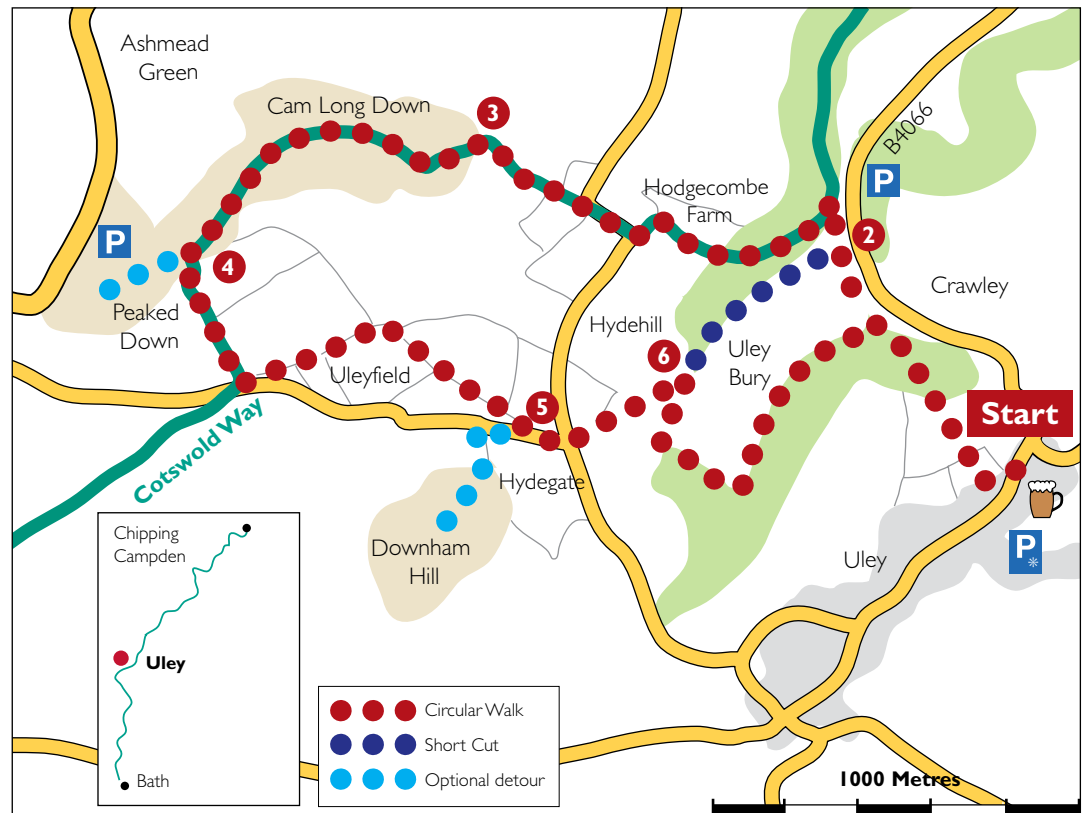 Ashmead
Green
Cam Long Down
3
B4066
P
Hodgecombe
Farm
2
P
4
Crawley
Peaked
Down
Hydehill
6
Uley
Bury
Uleyfield
Start
5
Cotswold Way
Hydegate
Downham
Hill
Uley
P
*
Chipping
Campden
Uley
Bath
Circular Walk
Short Cut
Optional detour
1000 Metres